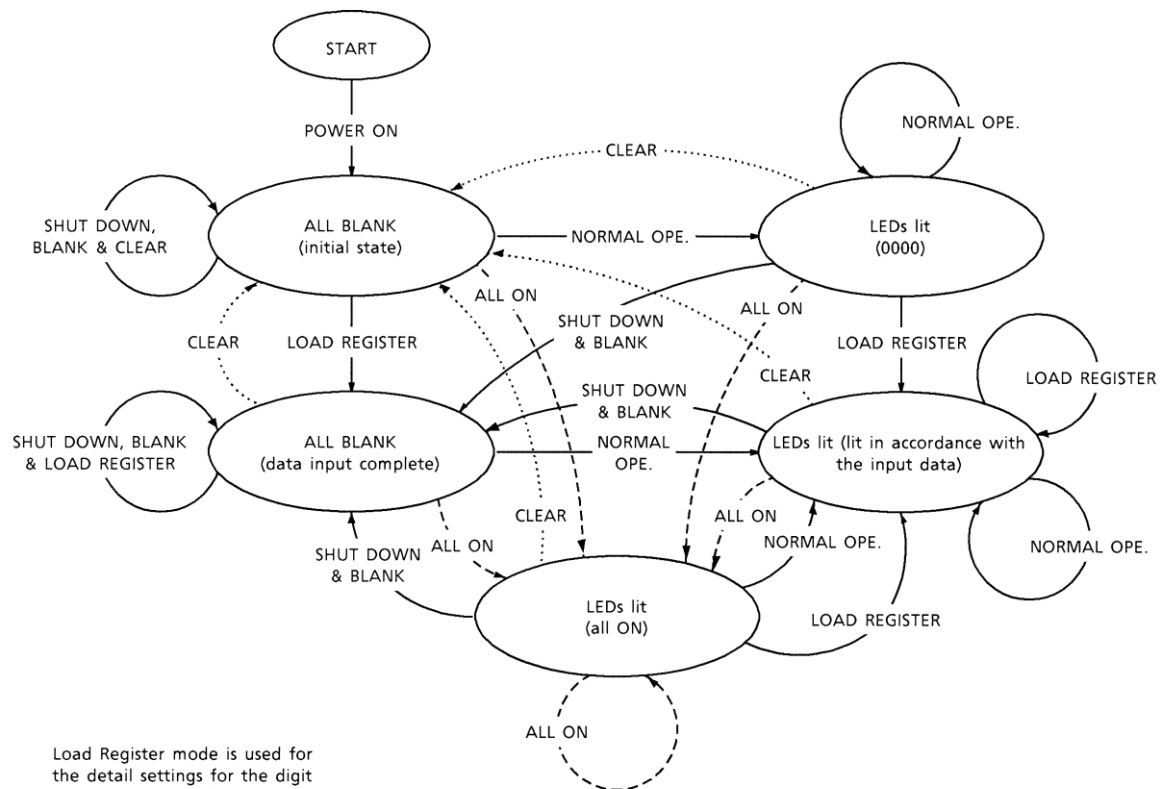 START
POWER ON
NORMAL OPE.
CLEAR
SHUT DOWN,
BLANK & CLEAR
ALL BLANK
(initial state)
NORMAL OPE.
LEDs lit
(0000)
ALL ON
ALL ON
SHUT DOWN
& BLANK
CLEAR
LOAD REGISTER
LOAD REGISTER
CLEAR
LOAD REGISTER
SHUT DOWN
& BLANK
SHUT DOWN, BLANK
& LOAD REGISTER
ALL BLANK
(data input complete)
NORMAL
OPE.
LEDs lit (lit in accordance with
the input data)
CLEAR
ALL ON
ALL ON
SHUT DOWN
& BLANK
NORMAL OPE.
NORMAL OPE.
LEDs lit
(all ON)
LOAD REGISTER
ALL ON
Load Register mode is used for
the detail settings for the digit